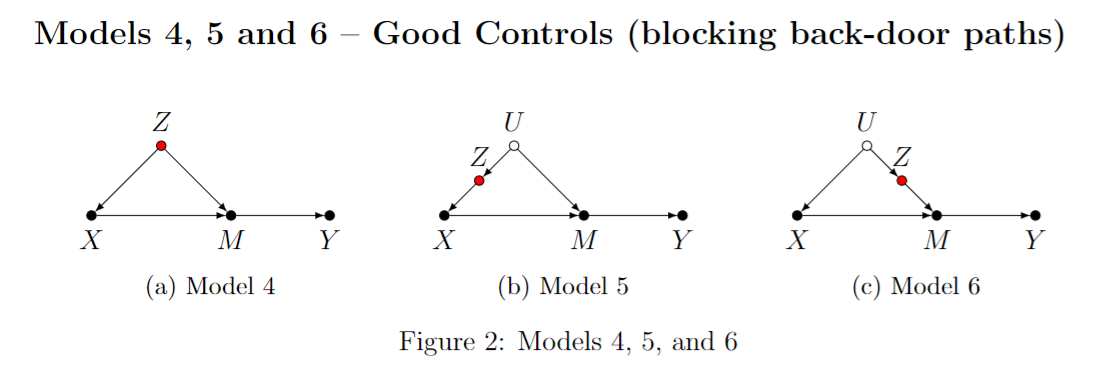 Models 4, 5 and 6 – Good Controls (blocking back-door paths)
Z
X
M
Y
(a) Model 4
U
Z
X
M
Y
(b) Model 5
U
Z
X
M
Y
(c) Model 6
Figure 2: Models 4, 5, and 6